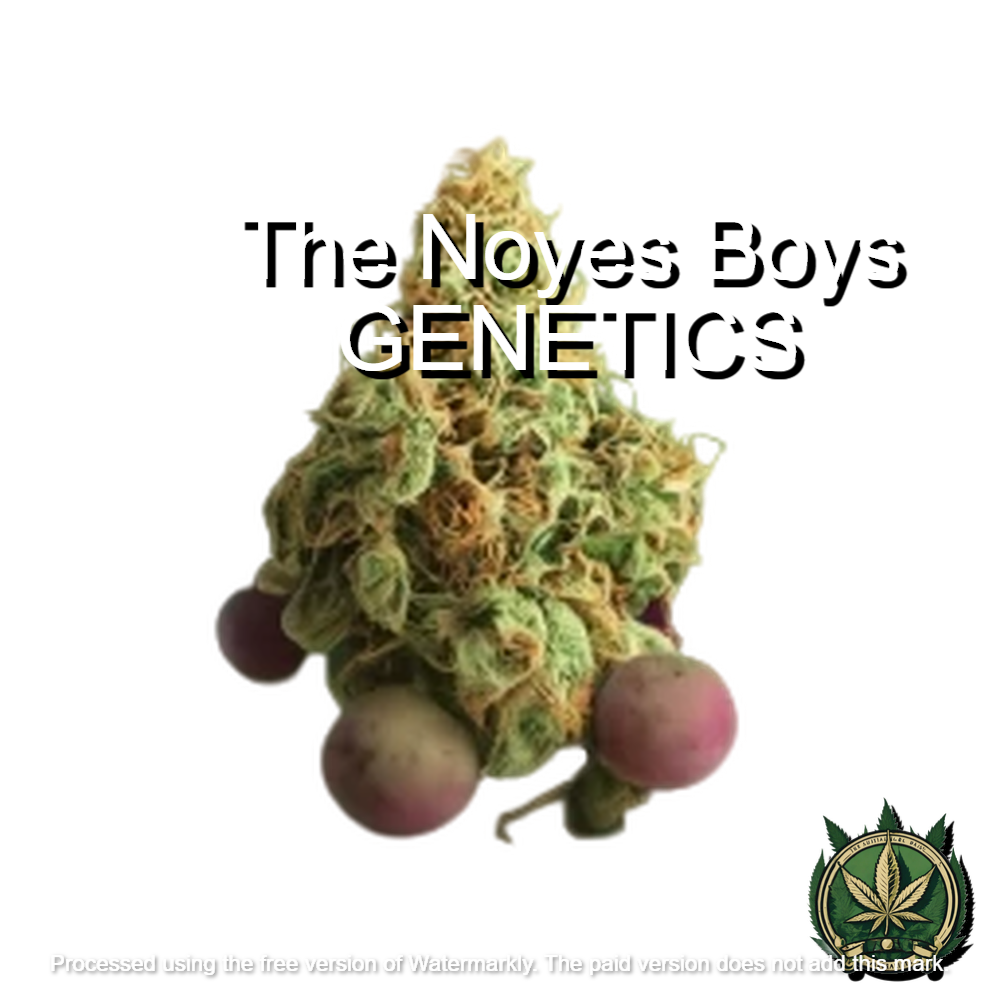 The Noyes Boys
GENETICS
Processed using the free version of Watermarkly. The paid version does not add this mark.